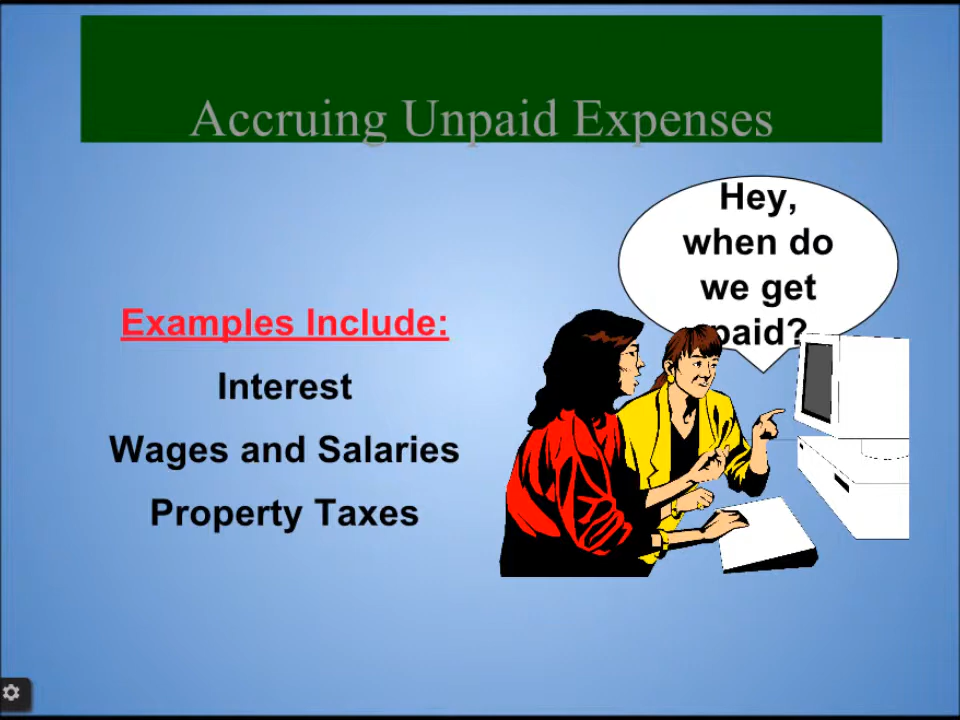 Accruing Unpaid Expenses
Hey,
when do
we get
paid?
Examples Include:
Interest
Wages and Salaries
Property Taxes